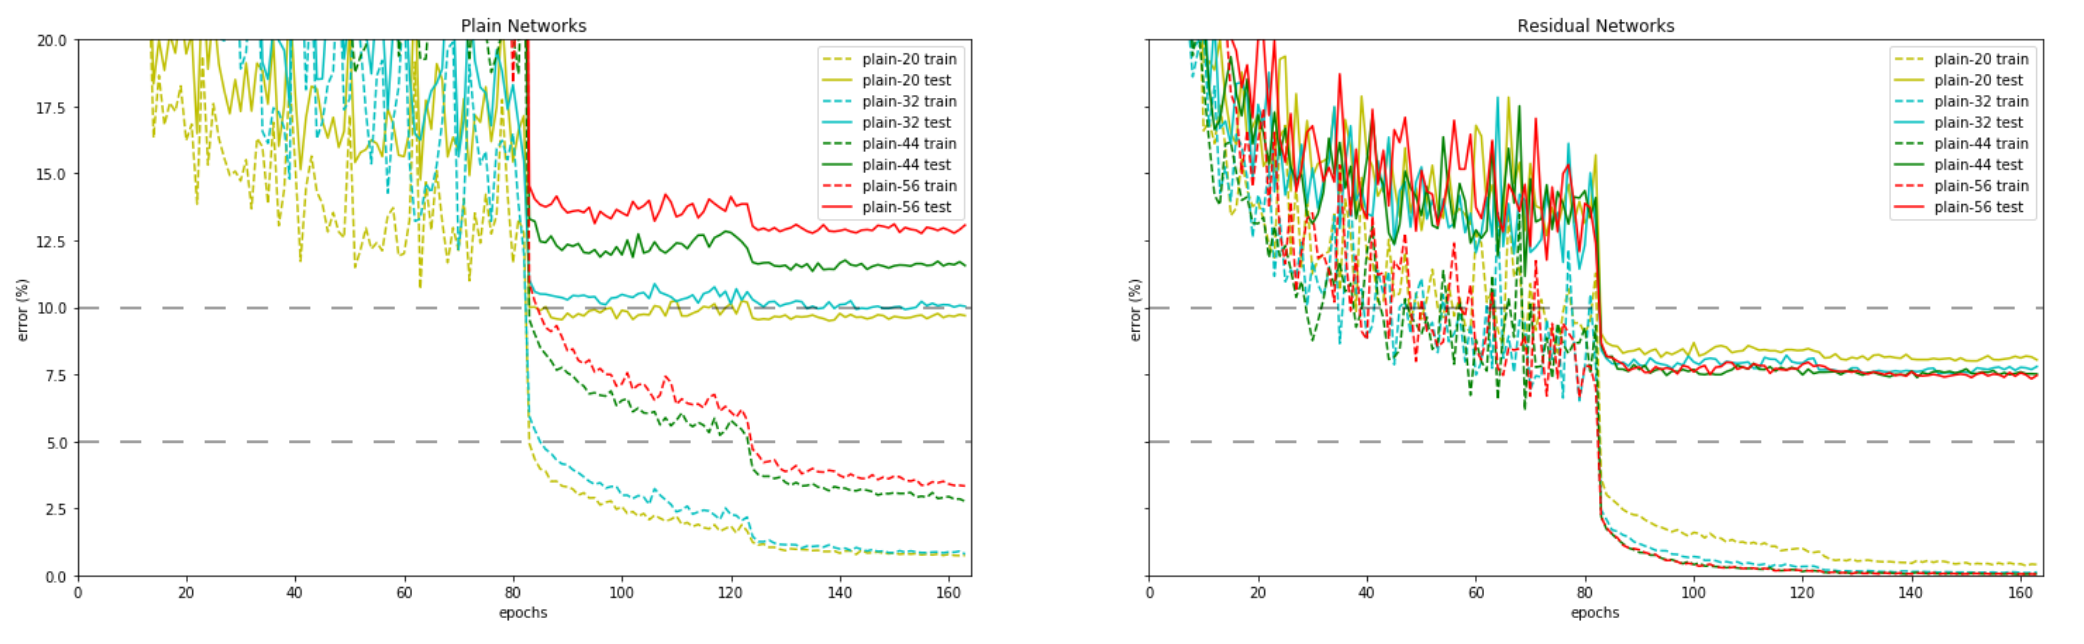 Plain Networks
20.0
17.5
15.0
12.5
10.0
7.5
5.0
2.5
0.0
error (%)
0 20 40 60 80 100 120 140 160
epochs
plain-20 train
plain-20 test
plain-32 train
plain-32 test
plain-44 train
plain-44 test
plain-56 train
plain-56 test
Residual Networks
error (%)
0 20 40 60 80 100 120 140 160
epochs
plain-20 train
plain-20 test
plain-32 train
plain-32 test
plain-44 train
plain-44 test
plain-56 train
plain-56 test